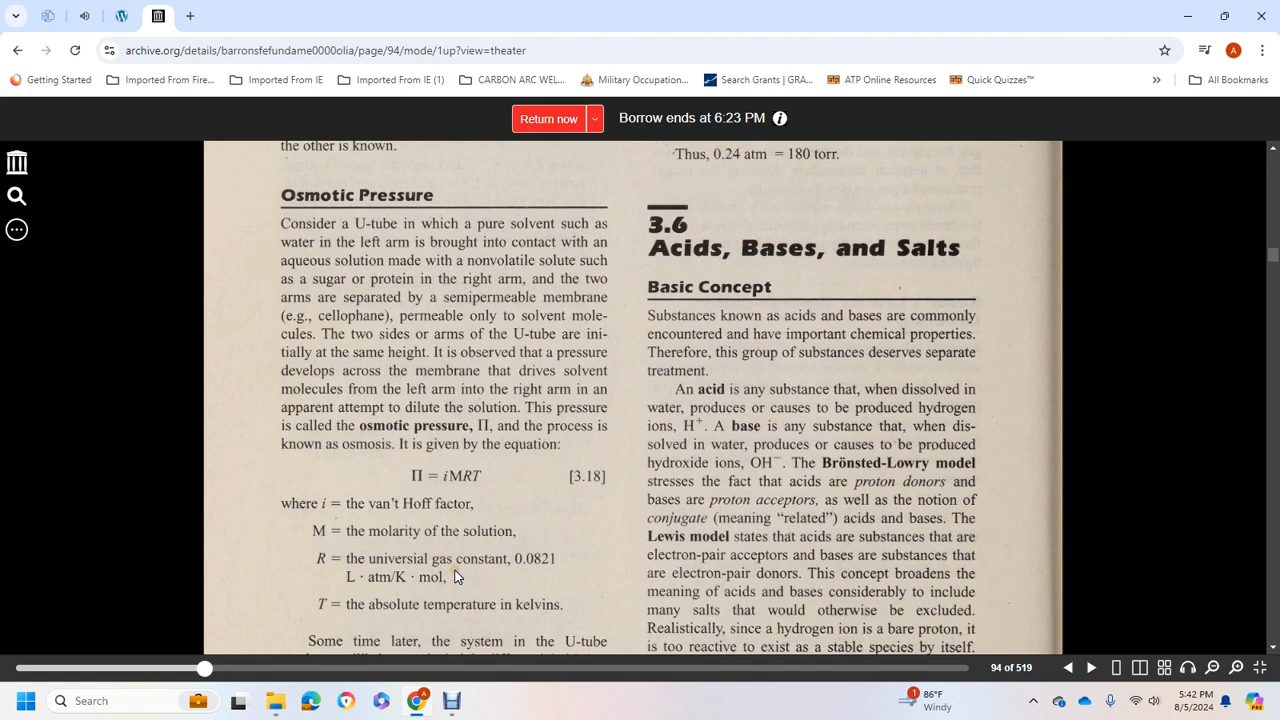 archive.org/details/barronsfefundame0000olia/page/94/mode/1up?view=theater
A
Getting Started
Imported From Fire...
Imported From IE
Imported From IE (1)
CARBON ARC WEL...
Military Occupation...
Search Grants | GRA...
ATP Online Resources
Quick Quizzes™
All Bookmarks
Return now
Borrow ends at 6:23 PM
the other is known.
Osmotic Pressure
Consider a U-tube in which a pure solvent such as
water in the left arm is brought into contact with an
aqueous solution made with a nonvolatile solute such
as a sugar or protein in the right arm, and the two
arms are separated by a semipermeable membrane
(e.g., cellophane), permeable only to solvent mole-
cules. The two sides or arms of the U-tube are ini-
tially at the same height. It is observed that a pressure
develops across the membrane that drives solvent
molecules from the left arm into the right arm in an
apparent attempt to dilute the solution. This pressure
is called the osmotic pressure, Π, and the process is
known as osmosis. It is given by the equation:
Π = iMRT [3.18]
where i = the van't Hoff factor,
M = the molarity of the solution,
R = the universial gas constant, 0.0821
L · atm/K · mol,
T = the absolute temperature in kelvins.
Some time later, the system in the U-tube
Thus, 0.24 atm = 180 torr.
3.6
Acids, Bases, and Salts
Basic Concept
Substances known as acids and bases are commonly
encountered and have important chemical properties.
Therefore, this group of substances deserves separate
treatment.
An acid is any substance that, when dissolved in
water, produces or causes to be produced hydrogen
ions, H⁺. A base is any substance that, when dis-
solved in water, produces or causes to be produced
hydroxide ions, OH⁻. The Brönsted-Lowry model
stresses the fact that acids are proton donors and
bases are proton acceptors, as well as the notion of
conjugate (meaning "related") acids and bases. The
Lewis model states that acids are substances that are
electron-pair acceptors and bases are substances that
are electron-pair donors. This concept broadens the
meaning of acids and bases considerably to include
many salts that would otherwise be excluded.
Realistically, since a hydrogen ion is a bare proton, it
is too reactive to exist as a stable species by itself.
94 of 519
Search
1
86°F
Windy
5:42 PM
8/5/2024